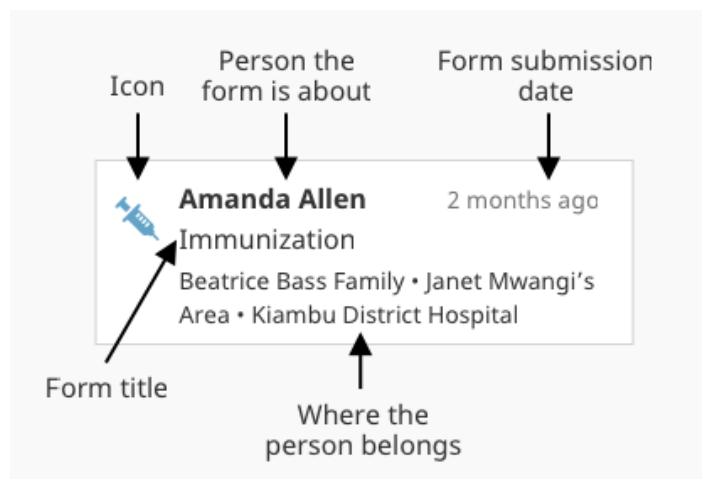 Icon
Person the
form is about
Form submission
date
Amanda Allen
2 months ago
Immunization
Beatrice Bass Family • Janet Mwangi’s
Area • Kiambu District Hospital
Form title
Where the
person belongs